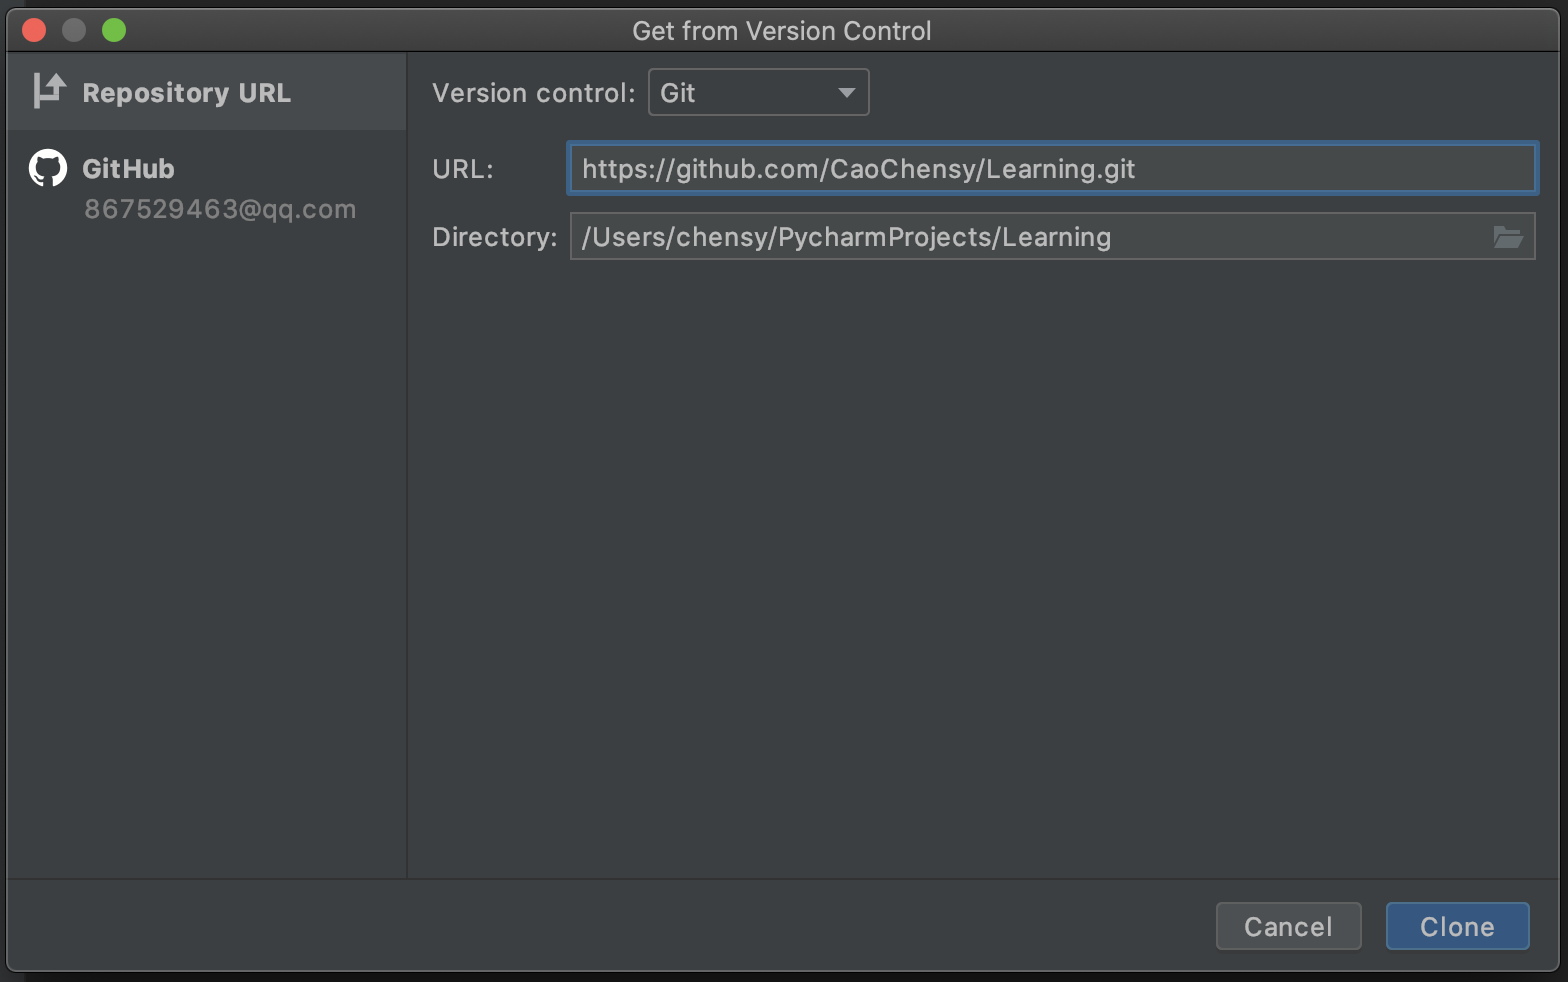 Get from Version Control
Repository URL
GitHub
867529463@qq.com
Version control: Git
URL: https://github.com/CaoChensy/Learning.git
Directory: /Users/chensy/PycharmProjects/Learning
Cancel Clone